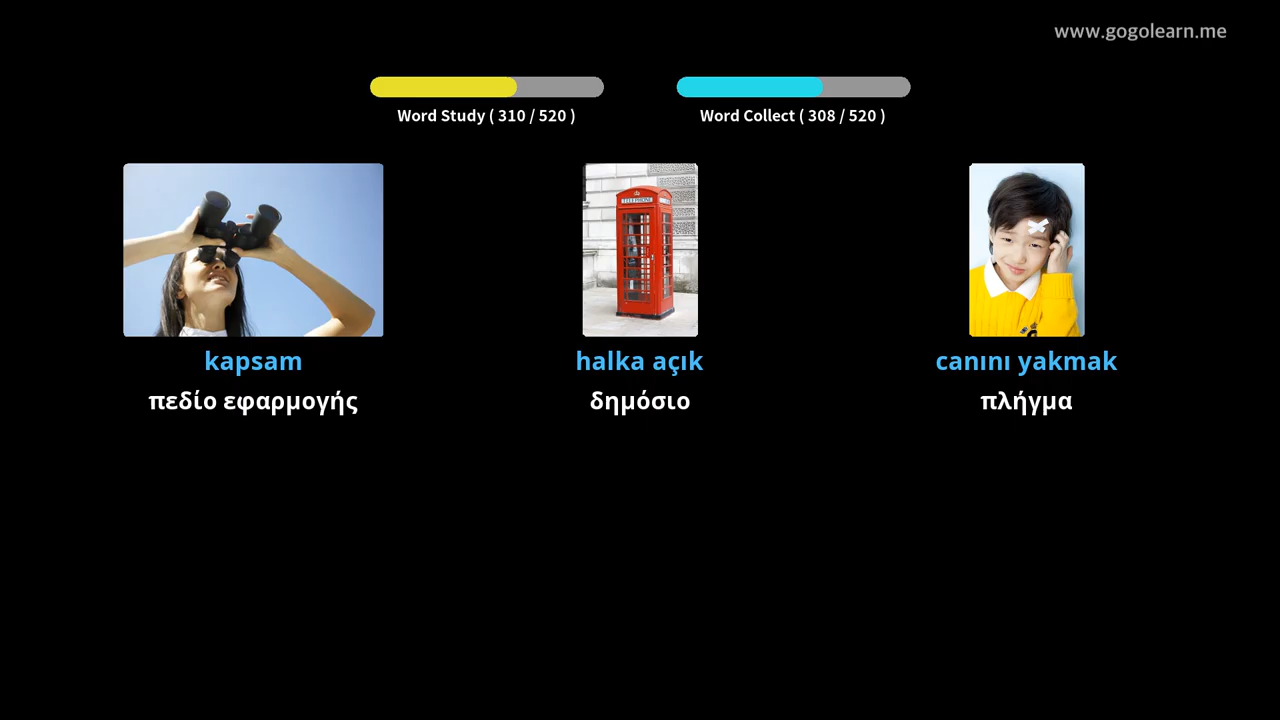 www.gogolearn.me
Word Study ( 310 / 520 )
Word Collect ( 308 / 520 )
TELEPHONE
kapsam
halka açık
canını yakmak
πεδίο εφαρμογής
δημόσιο
πλήγμα